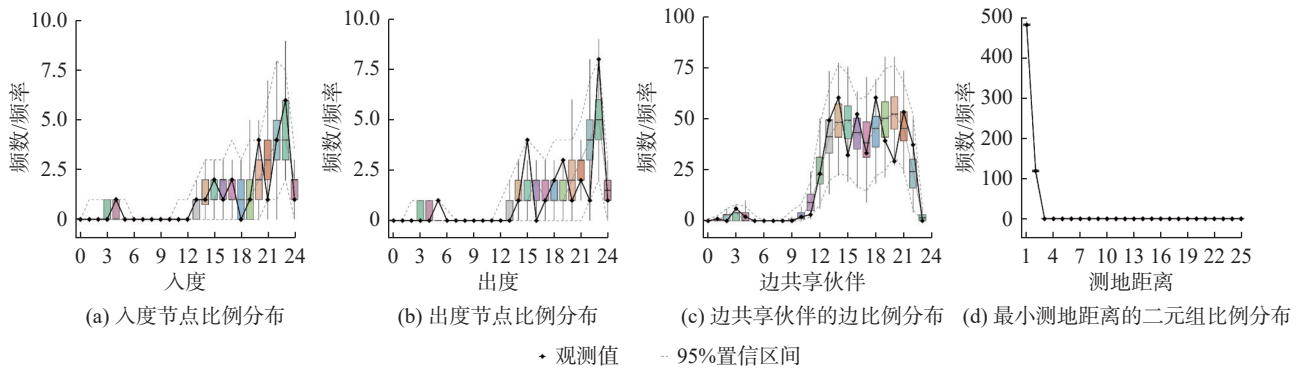 频数/频率
10.0
7.5
5.0
2.5
0
0 3 6 9 12 15 18 21 24
入度
(a) 入度节点比例分布
频数/频率
10.0
7.5
5.0
2.5
0
0 3 6 9 12 15 18 21 24
出度
(b) 出度节点比例分布
频数/频率
100
75
50
25
0
0 3 6 9 12 15 18 21 24
边共享伙伴
(c) 边共享伙伴的边比例分布
频数/频率
500
400
300
200
100
0
1 4 7 10 13 16 19 22 25
测地距离
(d) 最小测地距离的二元组比例分布
观测值 95%置信区间